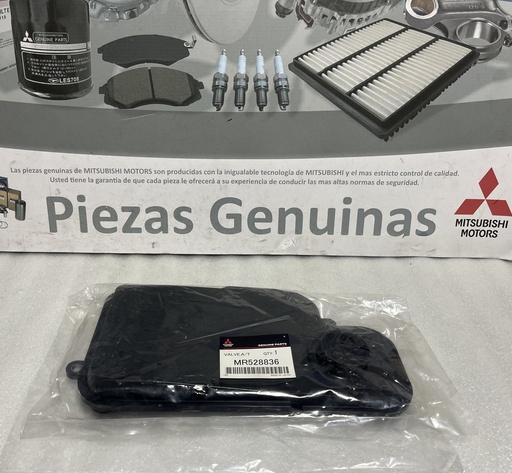 GENUINE PARTS
LES708
Las piezas genuinas de MITSUBISHI MOTORS son producidas con la inigualable tecnología de MITSUBISHI y el mas estricto control de calidad.
Usted tiene la garantía de que cada pieza le ofrecerá a su experiencia de conducir las mas altas normas de seguridad.
Piezas Genuinas
MITSUBISHI
MOTORS
GENUINE PARTS
VALVE,A/T QTY.1
MR528836